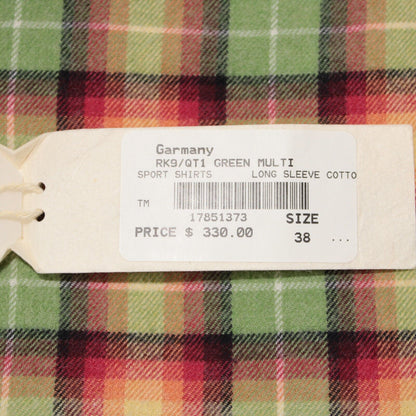 Garmany
RK9/QT1 GREEN MULTI
SPORT SHIRTS LONG SLEEVE COTTO
TM
17851373 SIZE
PRICE $ 330.00 38 ...